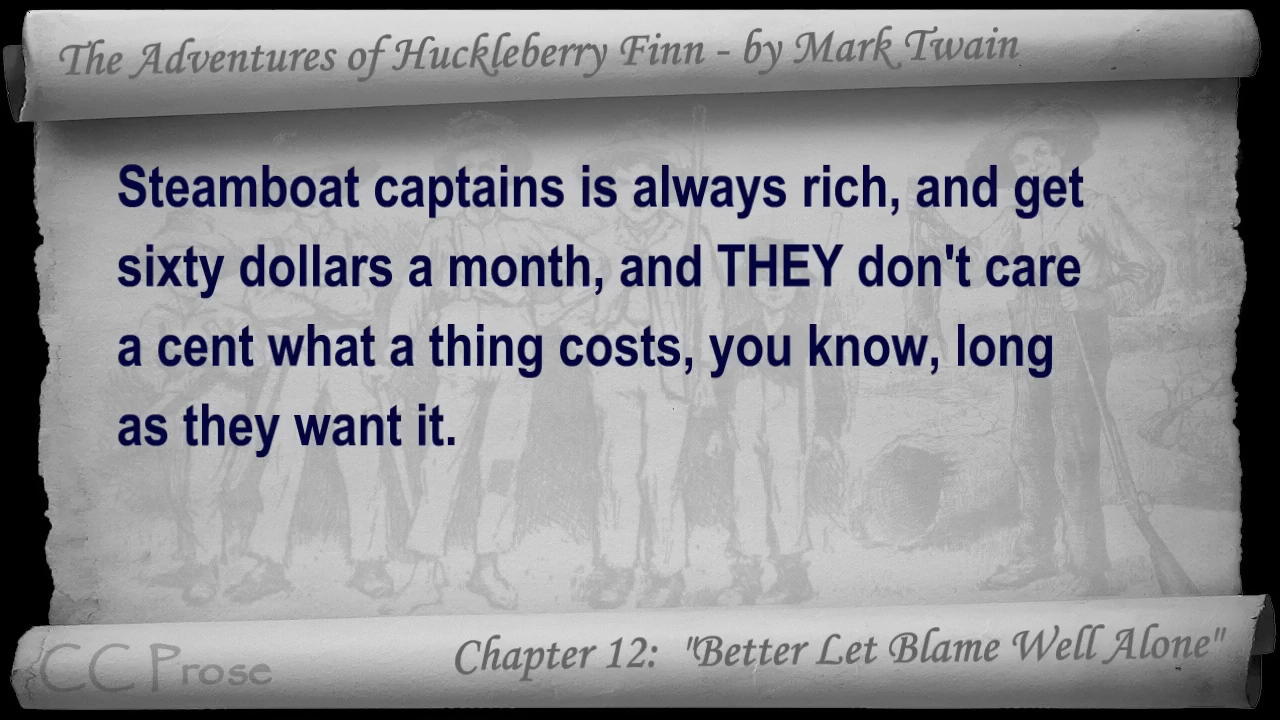 The Adventures of Huckleberry Finn - by Mark Twain
Steamboat captains is always rich, and get
sixty dollars a month, and THEY don't care
a cent what a thing costs, you know, long
as they want it.
CC Prose
Chapter 12: "Better Let Blame Well Alone"